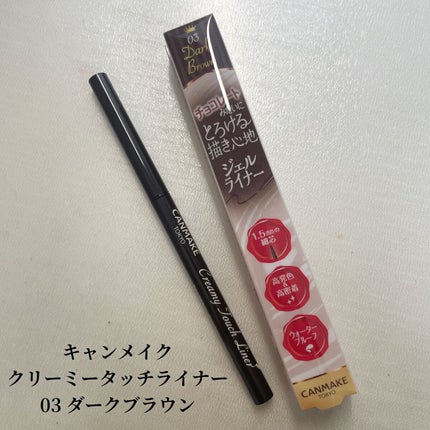 03
Dark
Brown
チョコレート
みたいに
とろける
描き心地
ジェル
ライナー
1.5mmの
細芯
高発色
&
高密着
ウォーター
プルーフ
CANMAKE
TOKYO
CANMAKE
TOKYO
Creamy Touch Liner
キャンメイク
クリーミータッチライナー
03 ダークブラウン